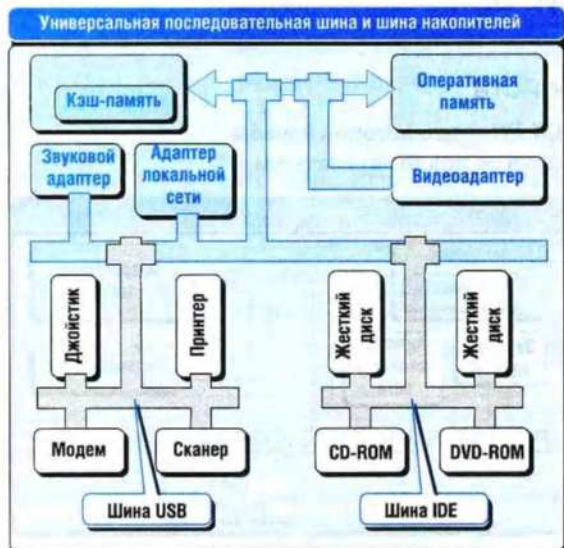 Универсальная последовательная шина и шина накопителей
Кэш-память
Оперативная
память
Звуковой
адаптер
Адаптер
локальной
сети
Видеоадаптер
Джойстик
Принтер
Жесткий
диск
Жесткий
диск
Модем
Сканер
CD-ROM
DVD-ROM
Шина USB
Шина IDE